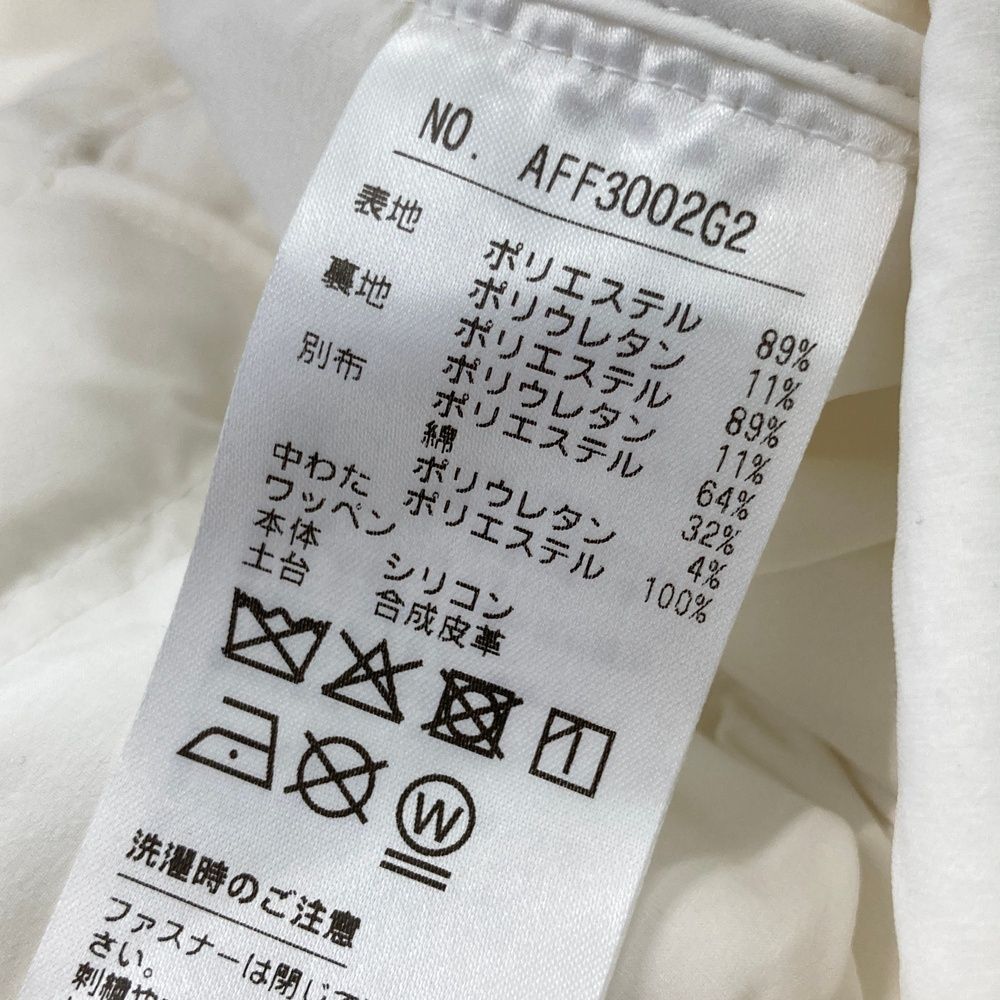 NO. AFF3002G2
表地 ポリエステル 89%
ポリウレタン 11%
裏地 ポリエステル 89%
ポリウレタン 11%
別布 ポリエステル 64%
綿 32%
ポリウレタン 4%
中わた ポリエステル 100%
ワッペン
本体 シリコン
土台 合成皮革
W
洗濯時のご注意
ファスナーは閉じて
さい。
刺繍や